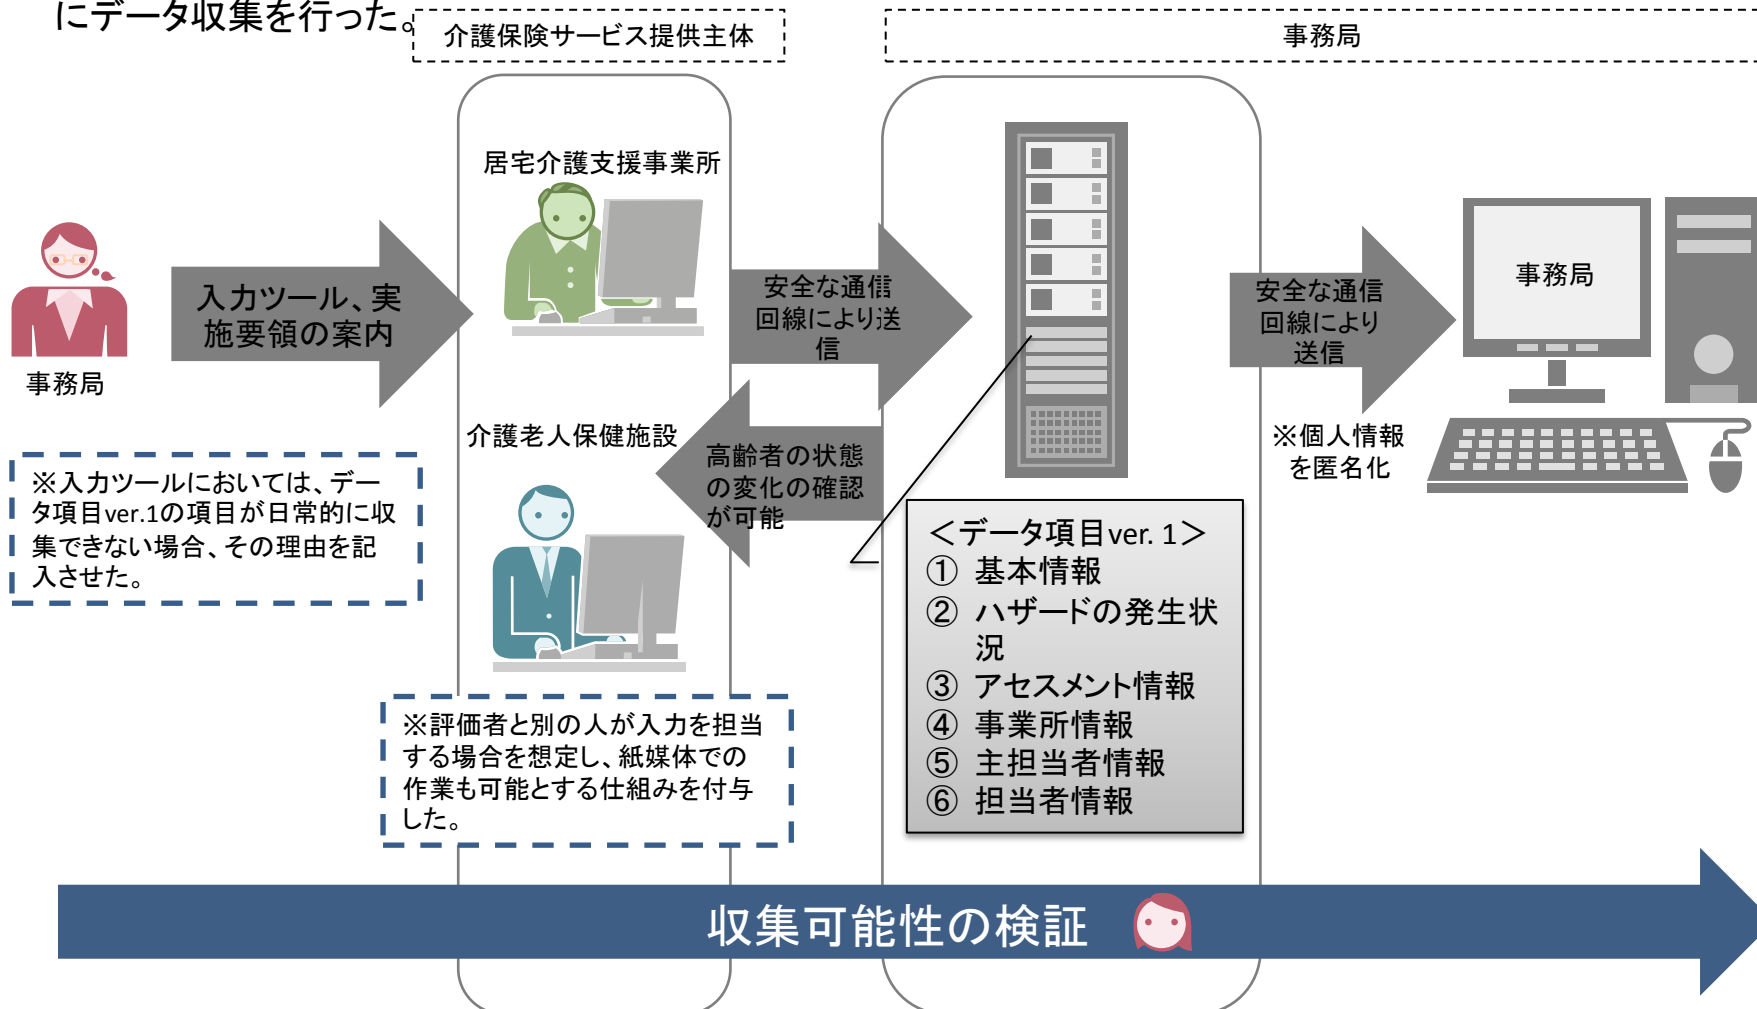 にデータ収集を行った。
介護保険サービス提供主体
事務局
居宅介護支援事業所
入力ツール、実
施要領の案内
事務局
安全な通信
回線により送
信
安全な通信
回線により
送信
事務局
介護老人保健施設
高齢者の状態
の変化の確認
が可能
※個人情報
を匿名化
※入力ツールにおいては、デー
タ項目ver.1の項目が日常的に収
集できない場合、その理由を記
入させた。
＜データ項目ver. 1＞
① 基本情報
② ハザードの発生状
況
③ アセスメント情報
④ 事業所情報
⑤ 主担当者情報
⑥ 担当者情報
※評価者と別の人が入力を担当
する場合を想定し、紙媒体での
作業も可能とする仕組みを付与
した。
収集可能性の検証